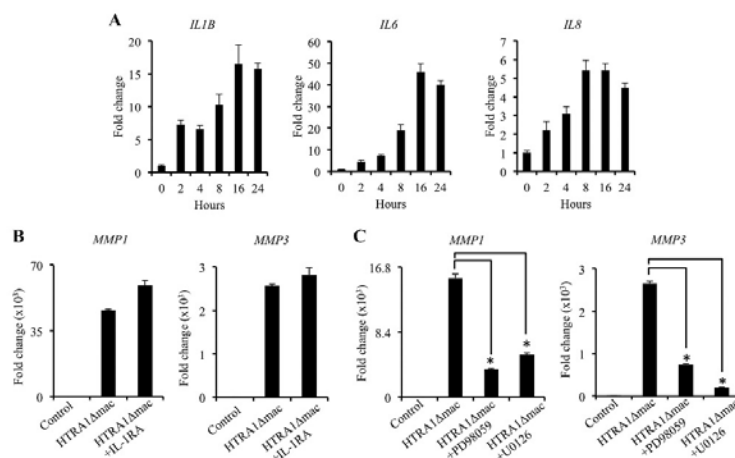 A
IL1B
IL6
IL8
Fold change
20
15
10
5
0
0 2 4 8 16 24
Hours
Fold change
60
50
40
30
20
10
0
0 2 4 8 16 24
Hours
Fold change
7
6
5
4
3
2
1
0
0 2 4 8 16 24
Hours
B
MMP1
Fold change (x10³)
70
35
0
Control
HTRA1Δmac
HTRA1Δmac
+IL-1RA
MMP3
Fold change (x10³)
3
2
1
0
Control
HTRA1Δmac
HTRA1Δmac
+IL-1RA
C
MMP1
Fold change (x10³)
16.8
8.4
0
* *
Control
HTRA1Δmac
HTRA1Δmac
+PD98059
HTRA1Δmac
+U0126
MMP3
Fold change (x10³)
3
2
1
0
* *
Control
HTRA1Δmac
HTRA1Δmac
+PD98059
HTRA1Δmac
+U0126